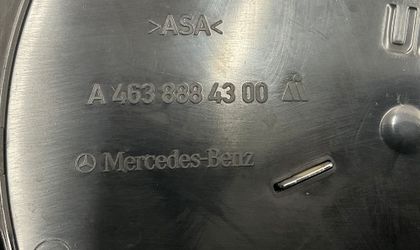 >ASA<
A 463 888 43 00
Mercedes-Benz